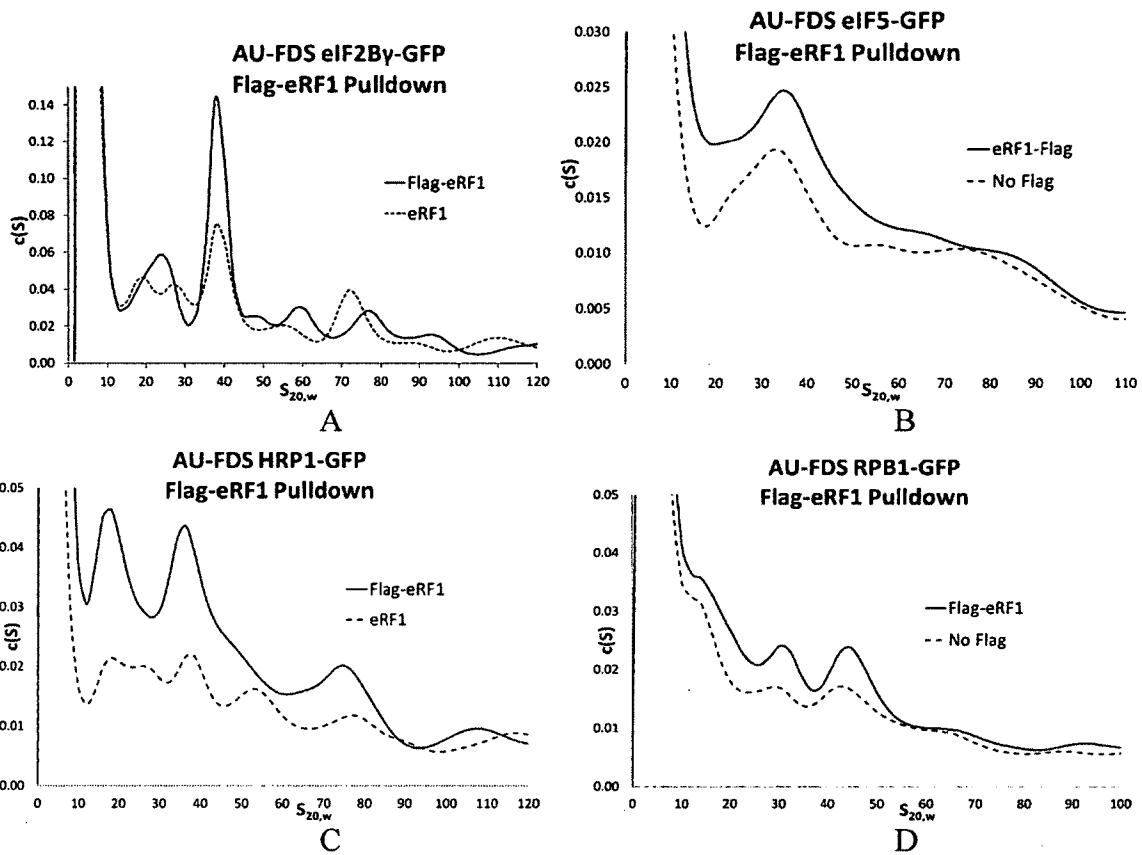 AU-FDS eIF2Bγ-GFP
Flag-eRF1 Pulldown
0.14
0.12
0.10
0.08
0.06
0.04
0.02
0.00
c(S)
Flag-eRF1
eRF1
0 10 20 30 40 50 60 70 80 90 100 110 120
S20,w
A
AU-FDS eIF5-GFP
Flag-eRF1 Pulldown
0.030
0.025
0.020
0.015
0.010
0.005
0.000
c(S)
eRF1-Flag
No Flag
0 10 20 30 40 50 60 70 80 90 100 110
S20,w
B
AU-FDS HRP1-GFP
Flag-eRF1 Pulldown
0.05
0.04
0.03
0.02
0.01
0.00
c(S)
Flag-eRF1
eRF1
0 10 20 30 40 50 60 70 80 90 100 110 120
S20,w
C
AU-FDS RPB1-GFP
Flag-eRF1 Pulldown
0.05
0.04
0.03
0.02
0.01
0.00
c(S)
Flag-eRF1
No Flag
0 10 20 30 40 50 60 70 80 90 100
S20,w
D